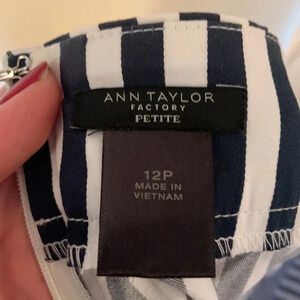 ANN TAYLOR
FACTORY
PETITE
12P
MADE IN
VIETNAM